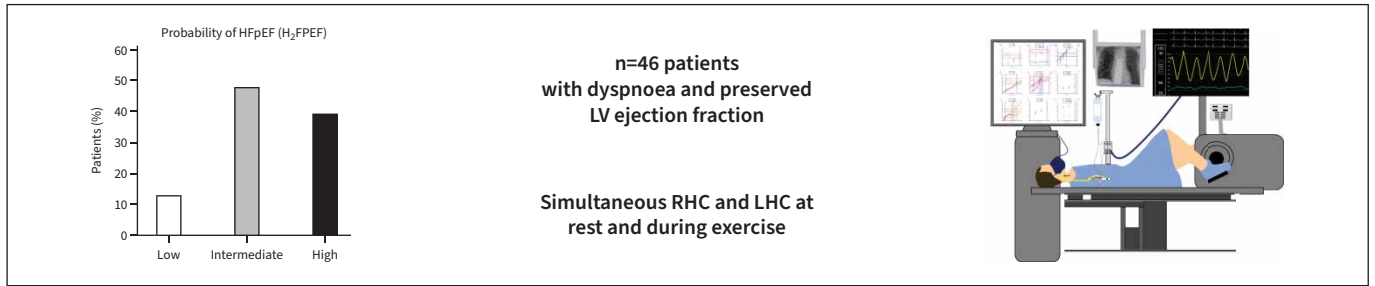 Probability of HFpEF (H₂FPEF)
60
50
40
30
20
10
0
Patients (%)
Low
Intermediate
High
n=46 patients
with dyspnoea and preserved
LV ejection fraction
Simultaneous RHC and LHC at
rest and during exercise